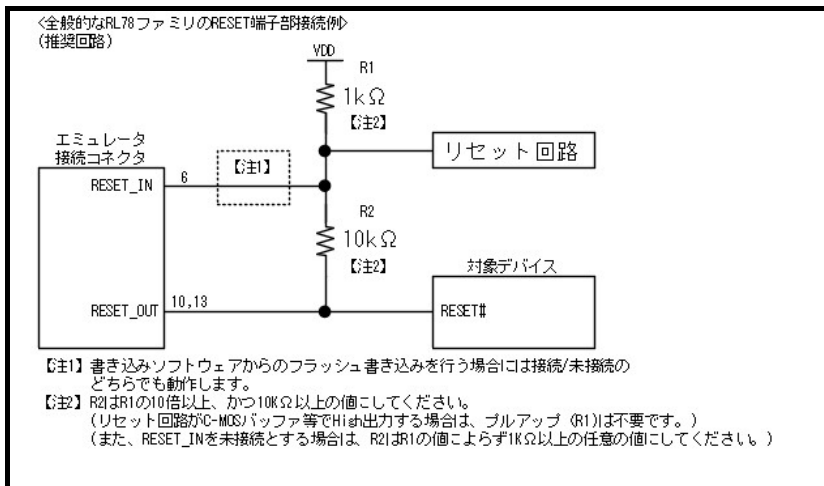 <全般的なRL78ファミリのRESET端子部接続例>
(推奨回路)
VDD
R1
1kΩ
【注2】
エミュレータ
接続コネクタ
【注1】
リセット回路
RESET_IN
6
R2
10kΩ
【注2】
対象デバイス
RESET_OUT
10,13
RESET#
【注1】書き込みソフトウェアからのフラッシュ書き込みを行う場合には接続/未接続の
どちらでも動作します。
【注2】R2はR1の10倍以上、かつ10KΩ以上の値にしてください。
(リセット回路がC-MOSバッファ等でHigh出力する場合は、プルアップ (R1)は不要です。)
(また、RESET_INを未接続とする場合は、R2はR1の値によらず1KΩ以上の任意の値にしてください。)